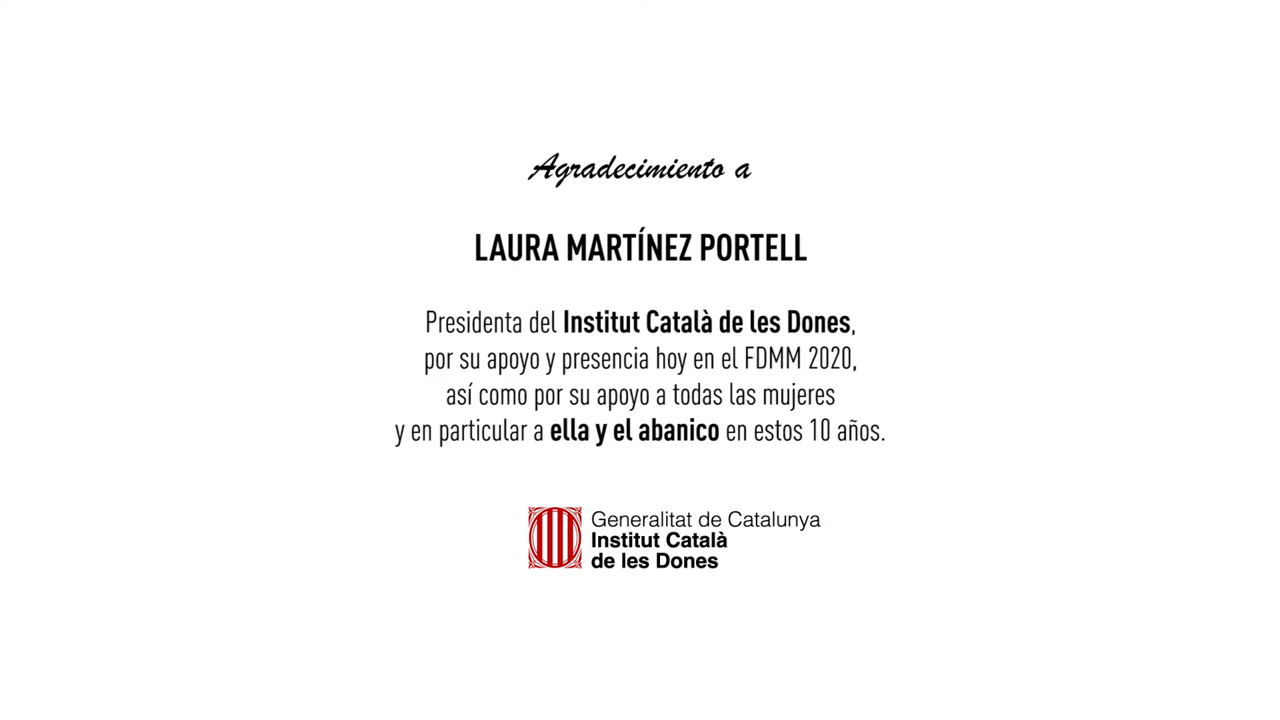 Agradecimiento a
LAURA MARTÍNEZ PORTELL
Presidenta del Institut Català de les Dones,
por su apoyo y presencia hoy en el FDMM 2020,
así como por su apoyo a todas las mujeres
y en particular a ella y el abanico en estos 10 años.
Generalitat de Catalunya
Institut Català
de les Dones